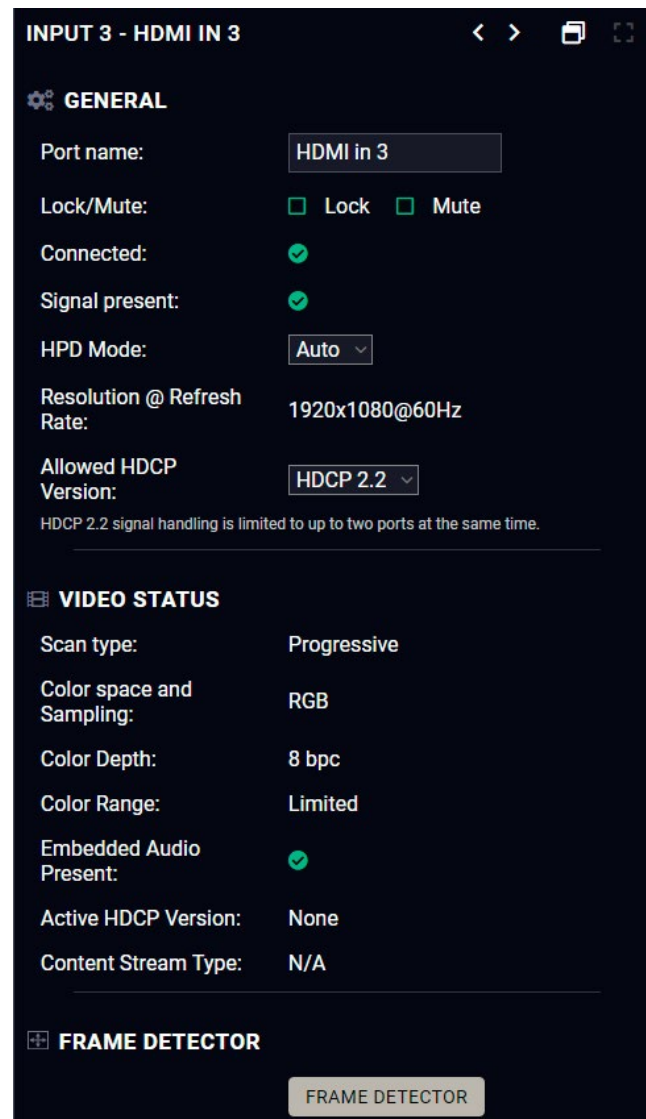 INPUT 3 - HDMI IN 3
GENERAL
Port name: HDMI in 3
Lock/Mute: Lock Mute
Connected:
Signal present:
HPD Mode: Auto
Resolution @ Refresh
Rate: 1920x1080@60Hz
Allowed HDCP
Version: HDCP 2.2
HDCP 2.2 signal handling is limited to up to two ports at the same time.
VIDEO STATUS
Scan type: Progressive
Color space and
Sampling: RGB
Color Depth: 8 bpc
Color Range: Limited
Embedded Audio
Present:
Active HDCP Version: None
Content Stream Type: N/A
FRAME DETECTOR
FRAME DETECTOR